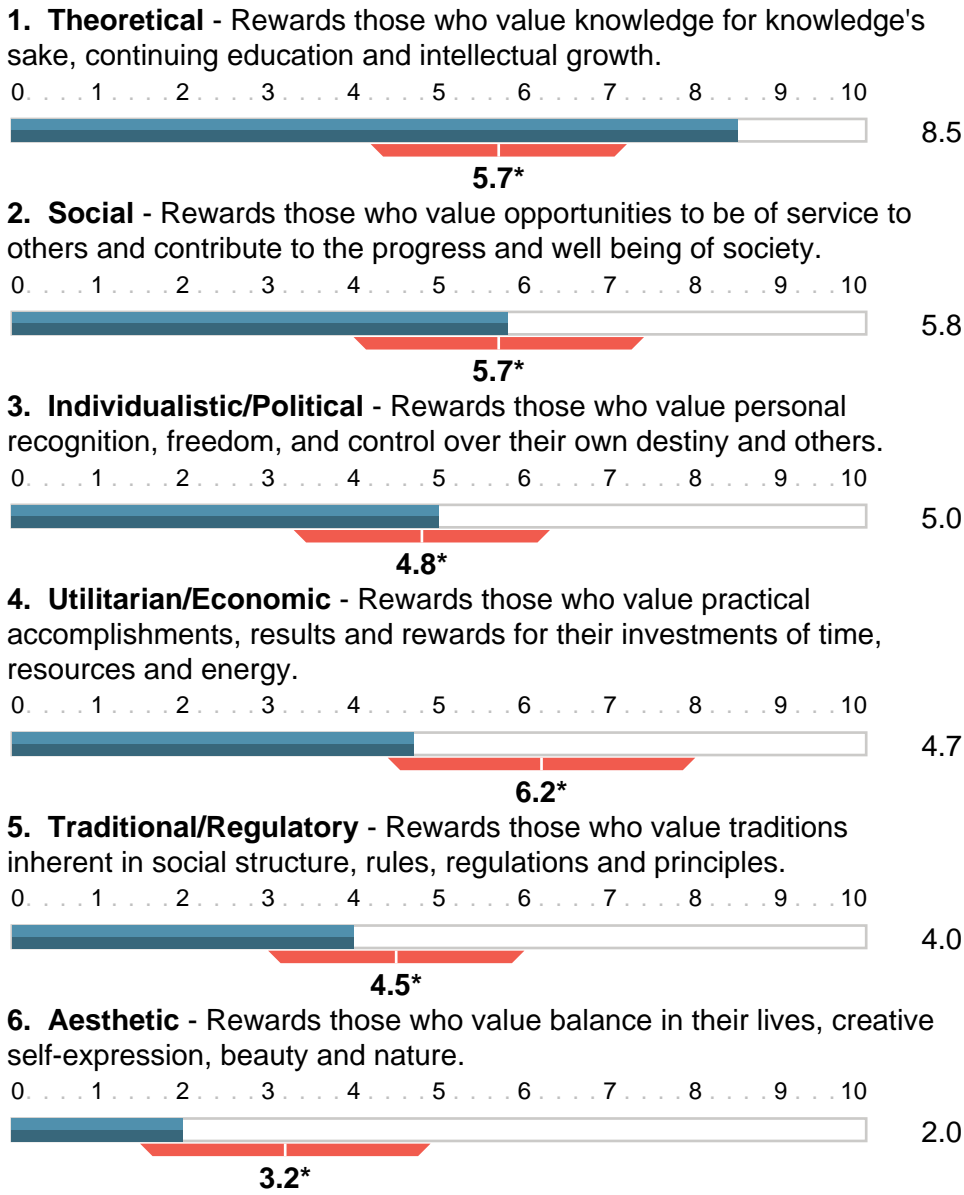 1. Theoretical - Rewards those who value knowledge for knowledge's
sake, continuing education and intellectual growth.
0. . . . 1 . . . . 2 . . . . 3 . . . . 4 . . . . 5 . . . . 6 . . . . 7 . . . . 8 . . . . 9 . . . 10
8.5
5.7*
2. Social - Rewards those who value opportunities to be of service to
others and contribute to the progress and well being of society.
0. . . . 1 . . . . 2 . . . . 3 . . . . 4 . . . . 5 . . . . 6 . . . . 7 . . . . 8 . . . . 9 . . . 10
5.8
5.7*
3. Individualistic/Political - Rewards those who value personal
recognition, freedom, and control over their own destiny and others.
0. . . . 1 . . . . 2 . . . . 3 . . . . 4 . . . . 5 . . . . 6 . . . . 7 . . . . 8 . . . . 9 . . . 10
5.0
4.8*
4. Utilitarian/Economic - Rewards those who value practical
accomplishments, results and rewards for their investments of time,
resources and energy.
0. . . . 1 . . . . 2 . . . . 3 . . . . 4 . . . . 5 . . . . 6 . . . . 7 . . . . 8 . . . . 9 . . . 10
4.7
6.2*
5. Traditional/Regulatory - Rewards those who value traditions
inherent in social structure, rules, regulations and principles.
0. . . . 1 . . . . 2 . . . . 3 . . . . 4 . . . . 5 . . . . 6 . . . . 7 . . . . 8 . . . . 9 . . . 10
4.0
4.5*
6. Aesthetic - Rewards those who value balance in their lives, creative
self-expression, beauty and nature.
0. . . . 1 . . . . 2 . . . . 3 . . . . 4 . . . . 5 . . . . 6 . . . . 7 . . . . 8 . . . . 9 . . . 10
2.0
3.2*